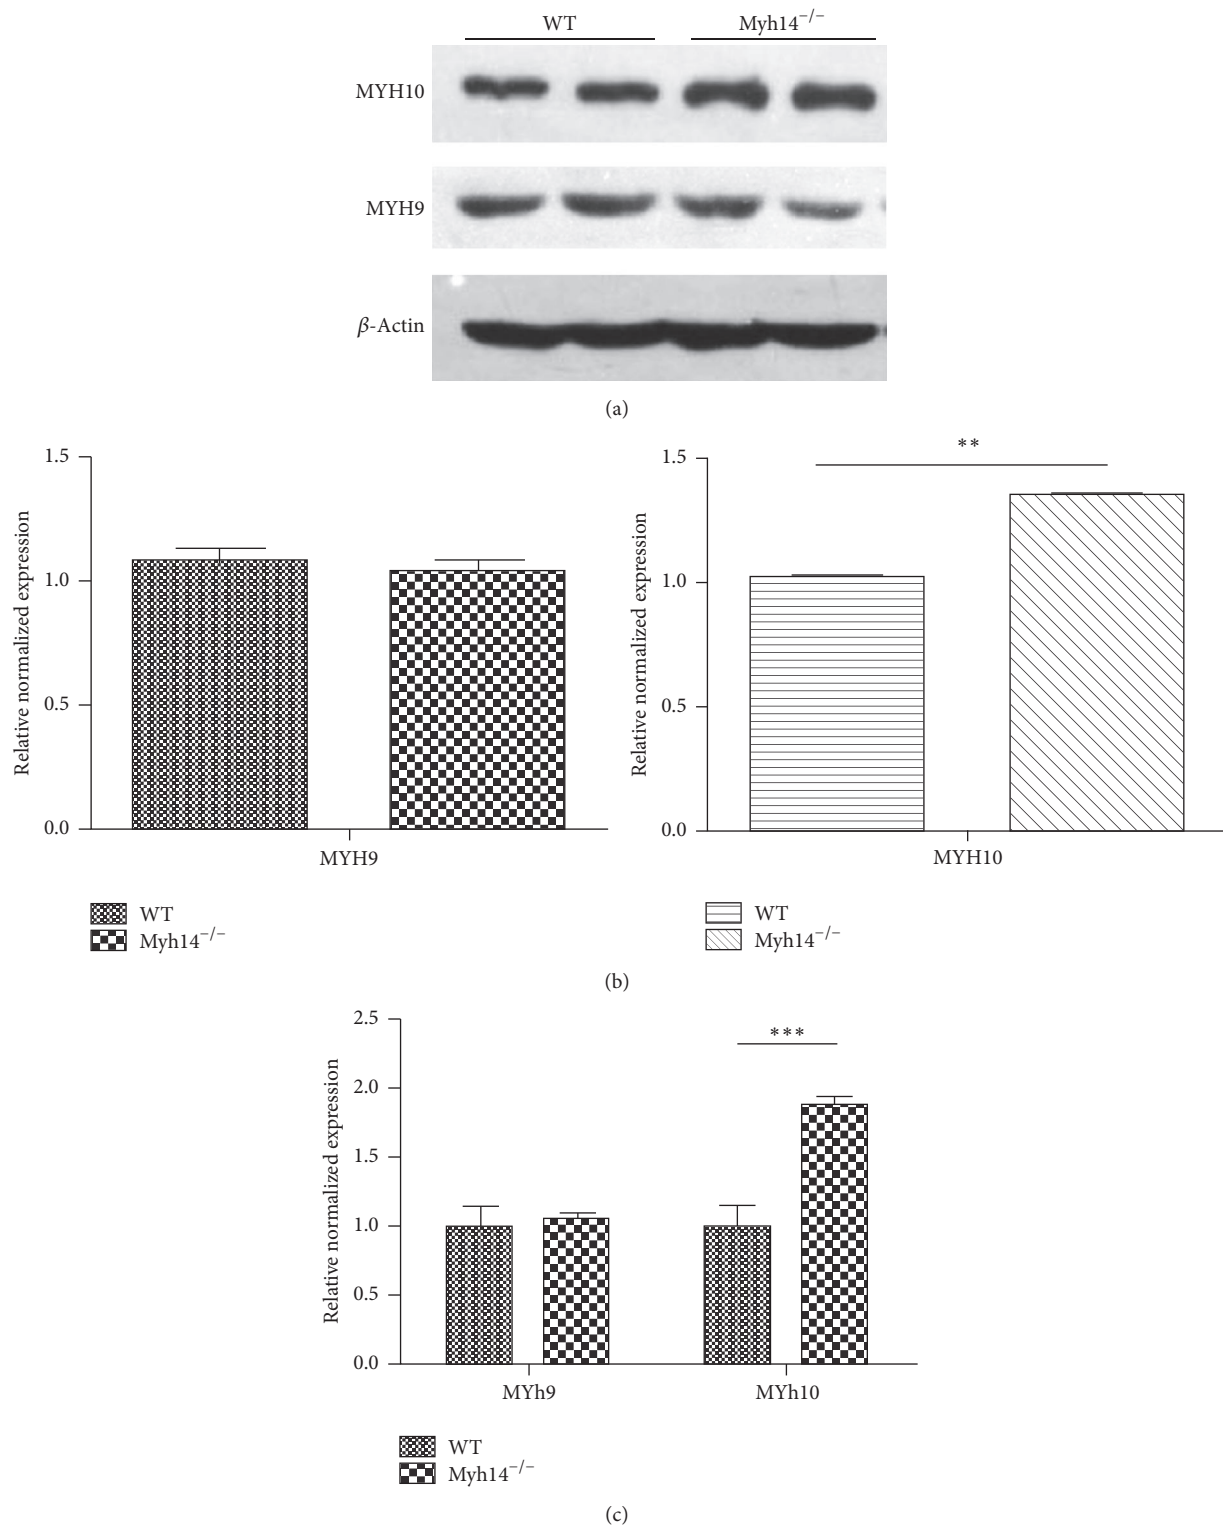 WT Myh14−/−
MYH10
MYH9
β-Actin
(a)
1.5
1.0
0.5
0.0
Relative normalized expression
MYH9
WT
Myh14−/−
1.5
1.0
0.5
0.0
Relative normalized expression
**
MYH10
WT
Myh14−/−
(b)
2.5
2.0
1.5
1.0
0.5
0.0
Relative normalized expression
***
MYh9 MYh10
WT
Myh14−/−
(c)